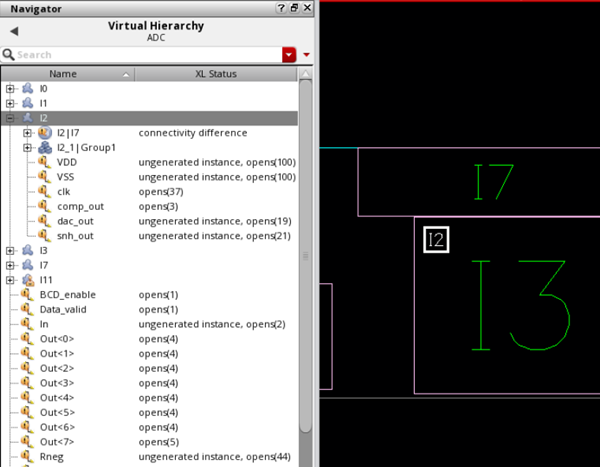 Navigator
Virtual Hierarchy
ADC
Search
Name XL Status
I0
I1
I2
I2|I7 connectivity difference
I2_1|Group1
VDD ungenerated instance, opens(100)
VSS ungenerated instance, opens(100)
clk opens(37)
comp_out opens(3)
dac_out ungenerated instance, opens(19)
snh_out ungenerated instance, opens(21)
I3
I7
I11
BCD_enable opens(1)
Data_valid opens(1)
In ungenerated instance, opens(2)
Out<0> opens(4)
Out<1> opens(4)
Out<2> opens(4)
Out<3> opens(4)
Out<4> opens(4)
Out<5> opens(4)
Out<6> opens(4)
Out<7> opens(5)
Rneg ungenerated instance, opens(44)
I7
I2
I3